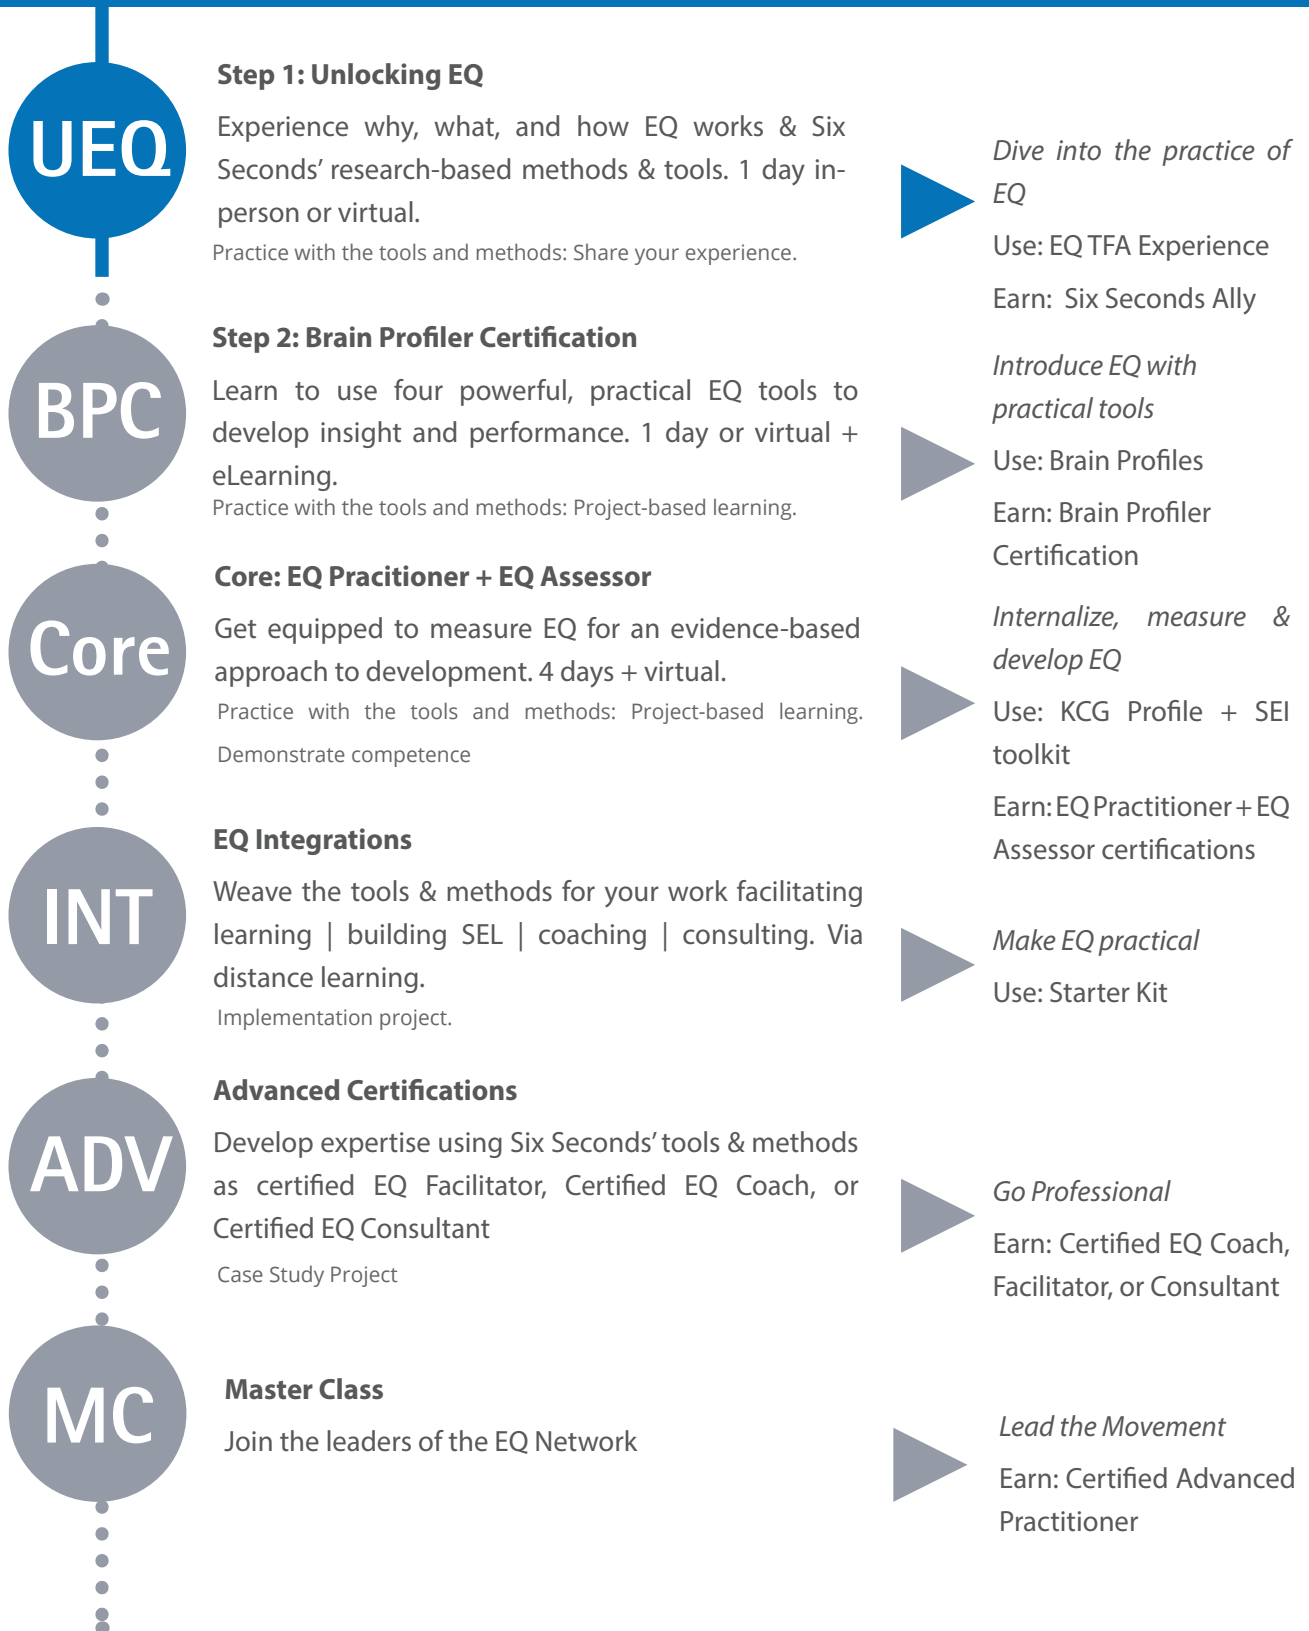 UEQ
Step 1: Unlocking EQ
Experience why, what, and how EQ works & Six
Seconds’ research-based methods & tools. 1 day in-
person or virtual.
Practice with the tools and methods: Share your experience.
Dive into the practice of
EQ
Use: EQ TFA Experience
Earn: Six Seconds Ally
BPC
Step 2: Brain Profiler Certification
Learn to use four powerful, practical EQ tools to
develop insight and performance. 1 day or virtual +
eLearning.
Practice with the tools and methods: Project-based learning.
Introduce EQ with
practical tools
Use: Brain Profiles
Earn: Brain Profiler
Certification
Core
Core: EQ Pracitioner + EQ Assessor
Get equipped to measure EQ for an evidence-based
approach to development. 4 days + virtual.
Practice with the tools and methods: Project-based learning.
Demonstrate competence
Internalize, measure &
develop EQ
Use: KCG Profile + SEI
toolkit
Earn: EQ Practitioner + EQ
Assessor certifications
INT
EQ Integrations
Weave the tools & methods for your work facilitating
learning | building SEL | coaching | consulting. Via
distance learning.
Implementation project.
Make EQ practical
Use: Starter Kit
ADV
Advanced Certifications
Develop expertise using Six Seconds’ tools & methods
as certified EQ Facilitator, Certified EQ Coach, or
Certified EQ Consultant
Case Study Project
Go Professional
Earn: Certified EQ Coach,
Facilitator, or Consultant
MC
Master Class
Join the leaders of the EQ Network
Lead the Movement
Earn: Certified Advanced
Practitioner